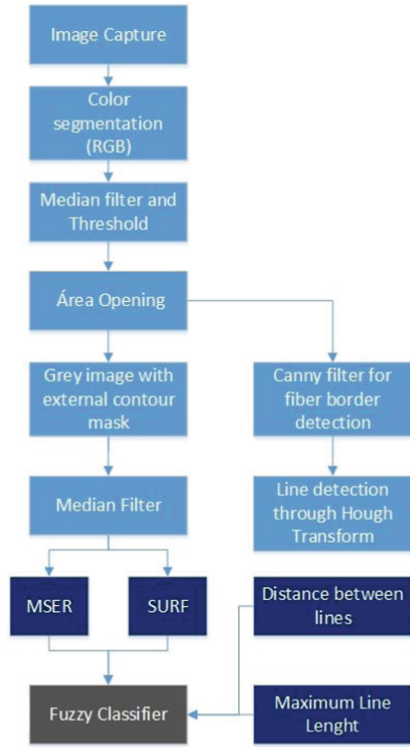 Image Capture
Color
segmentation
(RGB)
Median filter and
Threshold
Área Opening
Grey image with
external contour
mask
Canny filter for
fiber border
detection
Median Filter
Line detection
through Hough
Transform
MSER
SURF
Distance between
lines
Fuzzy Classifier
Maximum Line
Lenght